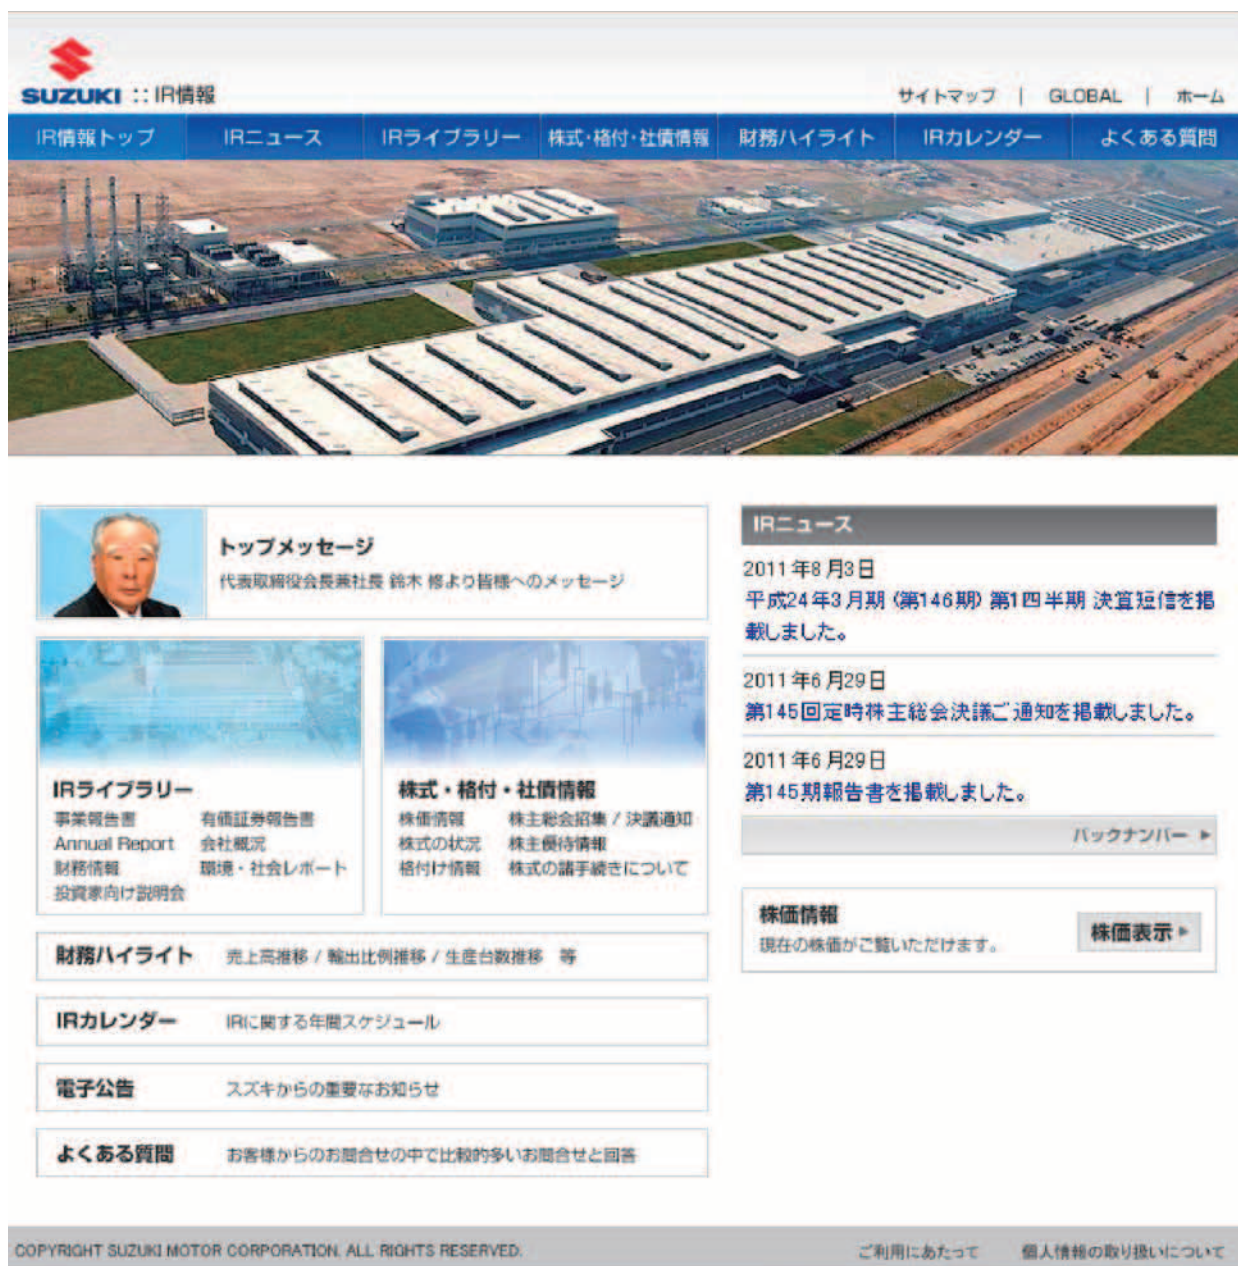 SUZUKI :: IR情報
サイトマップ | GLOBAL | ホーム
IR情報トップ IRニュース IRライブラリー 株式・格付・社債情報 財務ハイライト IRカレンダー よくある質問
トップメッセージ
代表取締役会長兼社長 鈴木 修より皆様へのメッセージ
IRライブラリー
事業報告書 有価証券報告書
Annual Report 会社概況
財務情報 環境・社会レポート
投資家向け説明会
株式・格付・社債情報
株価情報 株主総会招集 / 決議通知
株式の状況 株主優待情報
格付け情報 株式の諸手続きについて
財務ハイライト 売上高推移 / 輸出比例推移 / 生産台数推移 等
IRカレンダー IRに関する年間スケジュール
電子公告 スズキからの重要なお知らせ
よくある質問 お客様からのお問合せの中で比較的多いお問合せと回答
IRニュース
2011年8月3日
平成24年3月期 (第146期) 第1四半期 決算短信を掲
載しました。
2011年6月29日
第145回定時株主総会決議ご通知を掲載しました。
2011年6月29日
第145期報告書を掲載しました。
バックナンバー
株価情報
現在の株価がご覧いただけます。
株価表示
COPYRIGHT SUZUKI MOTOR CORPORATION. ALL RIGHTS RESERVED.
ご利用にあたって 個人情報の取り扱いについて